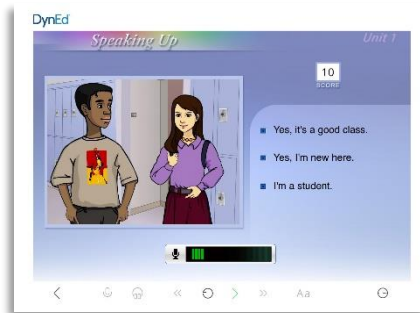 DynEd
Speaking Up
Unit 1
10
SCORE
Yes, it's a good class.
Yes, I'm new here.
I'm a student.
Aa